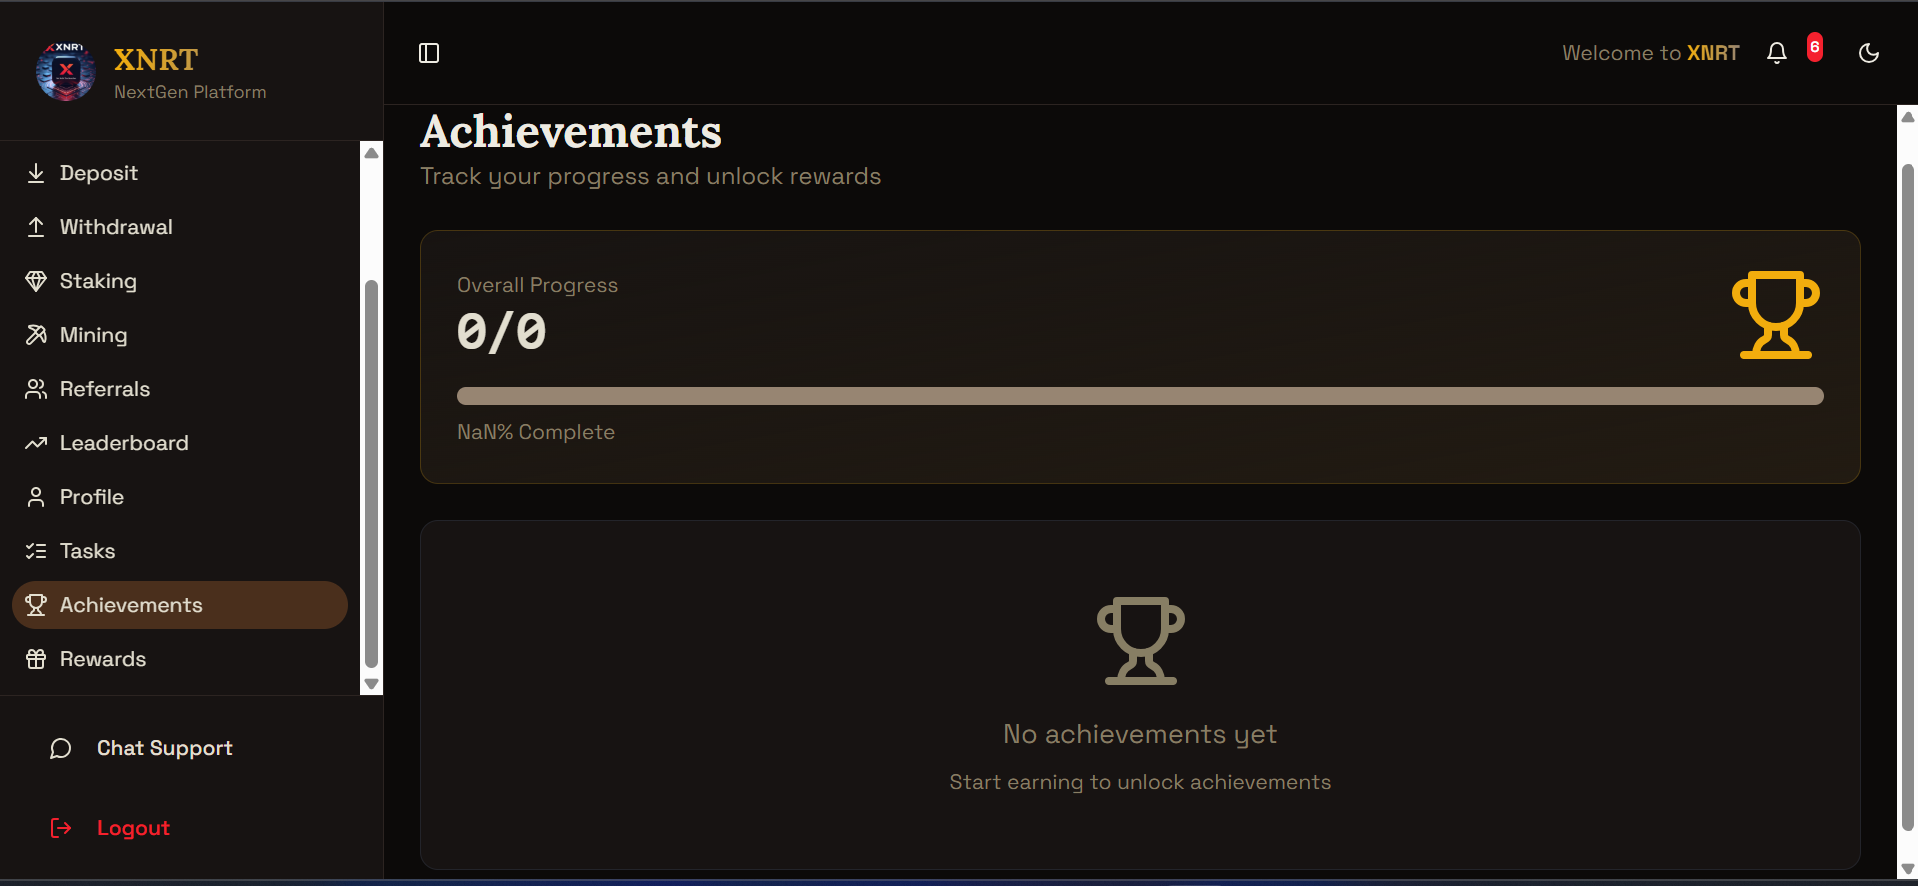 XNRT
XNRT
NextGen Platform
Welcome to XNRT
6
Deposit
Withdrawal
Staking
Mining
Referrals
Leaderboard
Profile
Tasks
Achievements
Rewards
Chat Support
Logout
Achievements
Track your progress and unlock rewards
Overall Progress
0/0
NaN% Complete
No achievements yet
Start earning to unlock achievements